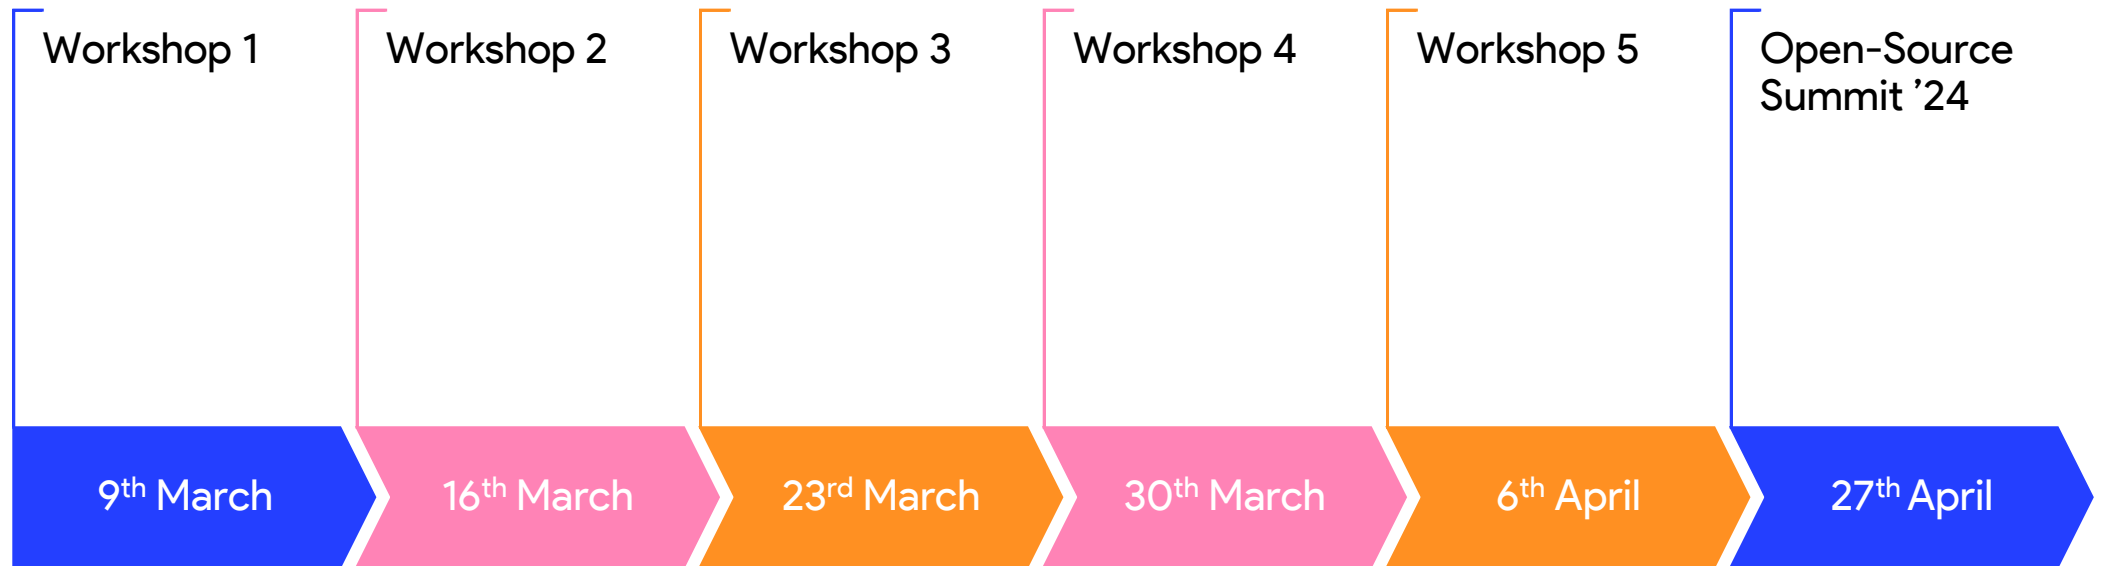 Workshop 1
Workshop 2
Workshop 3
Workshop 4
Workshop 5
Open-Source
Summit ’24
9th March
16th March
23rd March
30th March
6th April
27th April